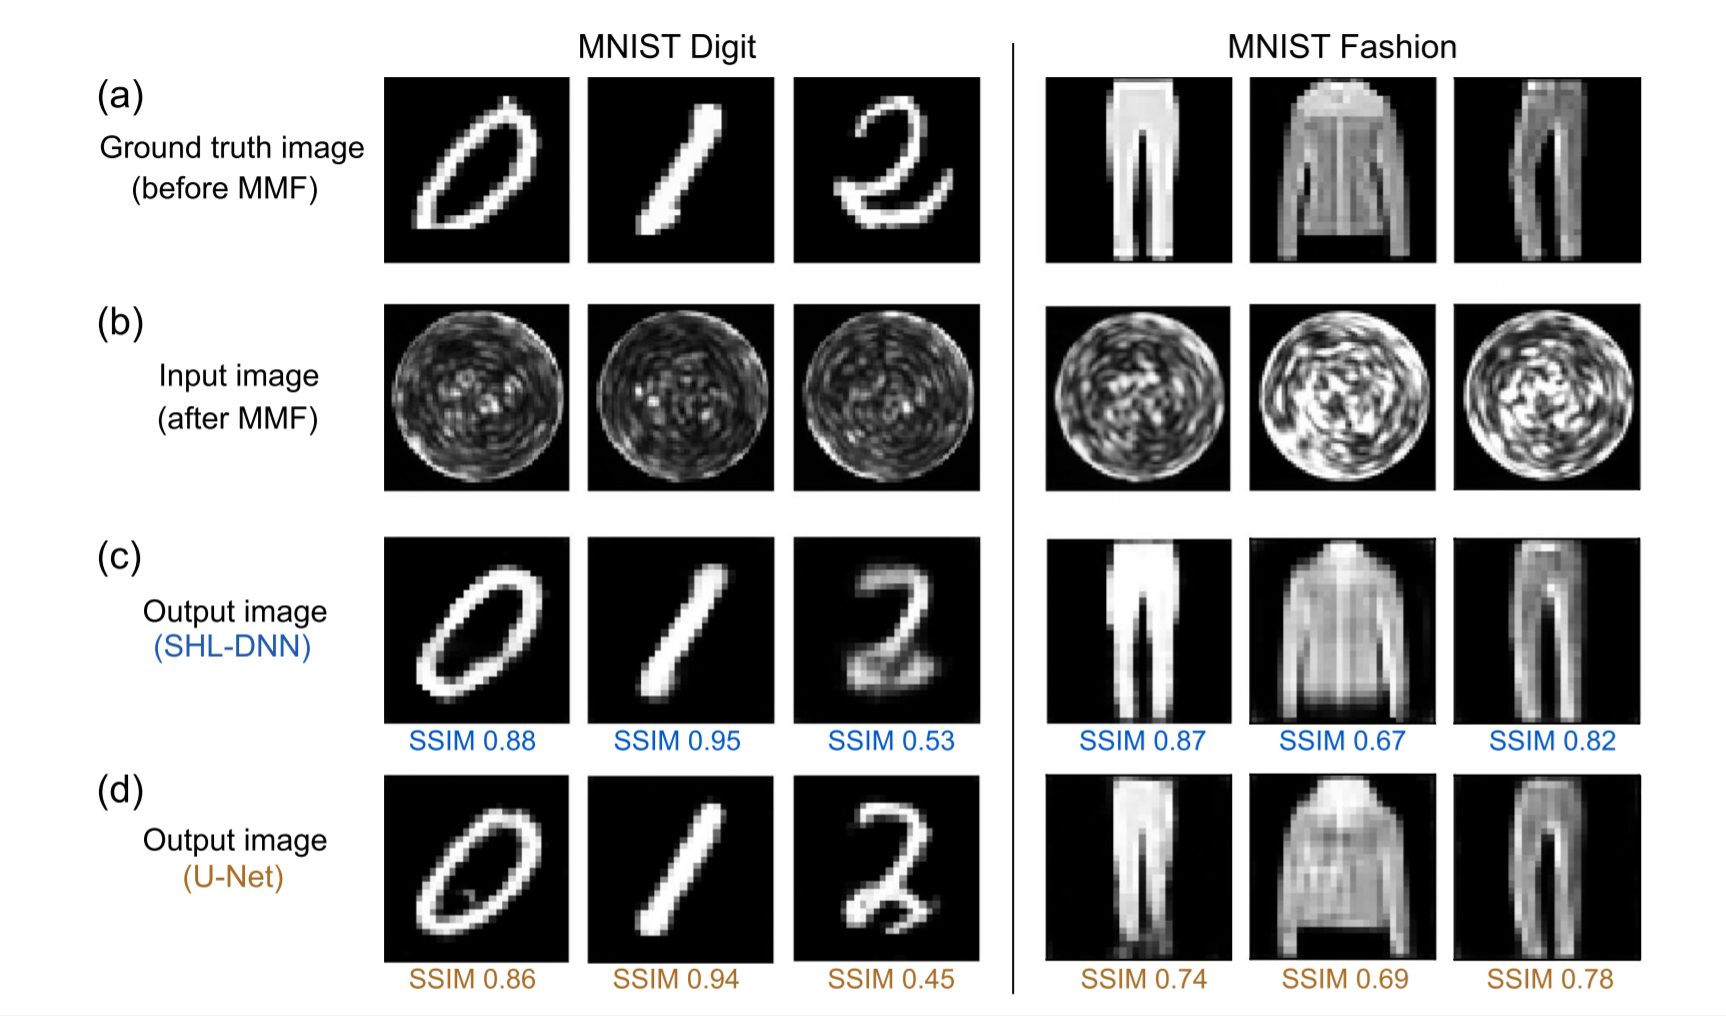 MNIST Digit
MNIST Fashion
(a)
Ground truth image
(before MMF)
(b)
Input image
(after MMF)
(c)
Output image
(SHL-DNN)
SSIM 0.88
SSIM 0.95
SSIM 0.53
SSIM 0.87
SSIM 0.67
SSIM 0.82
(d)
Output image
(U-Net)
SSIM 0.86
SSIM 0.94
SSIM 0.45
SSIM 0.74
SSIM 0.69
SSIM 0.78